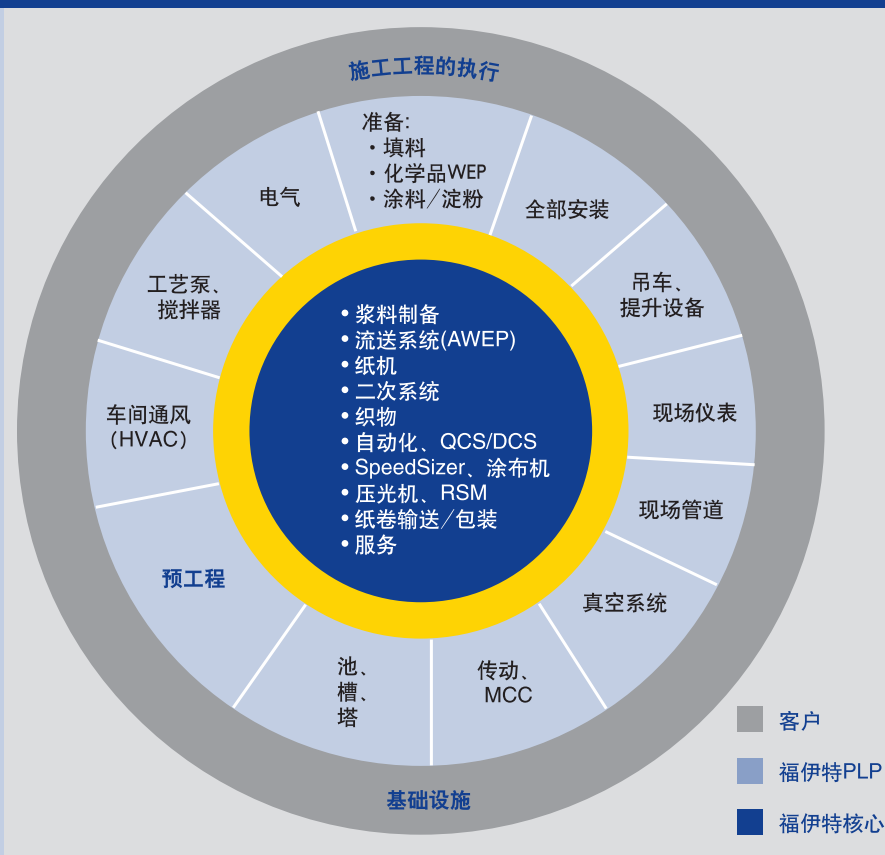 施工工程的执行
准备:
·填料
·化学品WEP
·涂料/淀粉
电气
全部安装
工艺泵、
搅拌器
吊车、
提升设备
车间通风
(HVAC)
现场仪表
现场管道
预工程
真空系统
池、
槽、
塔
传动、
MCC
•浆料制备
•流送系统(AWEP)
•纸机
•二次系统
•织物
•自动化、QCS/DCS
•SpeedSizer、涂布机
•压光机、RSM
•纸卷输送/包装
•服务
基础设施
客户
福伊特PLP
福伊特核心